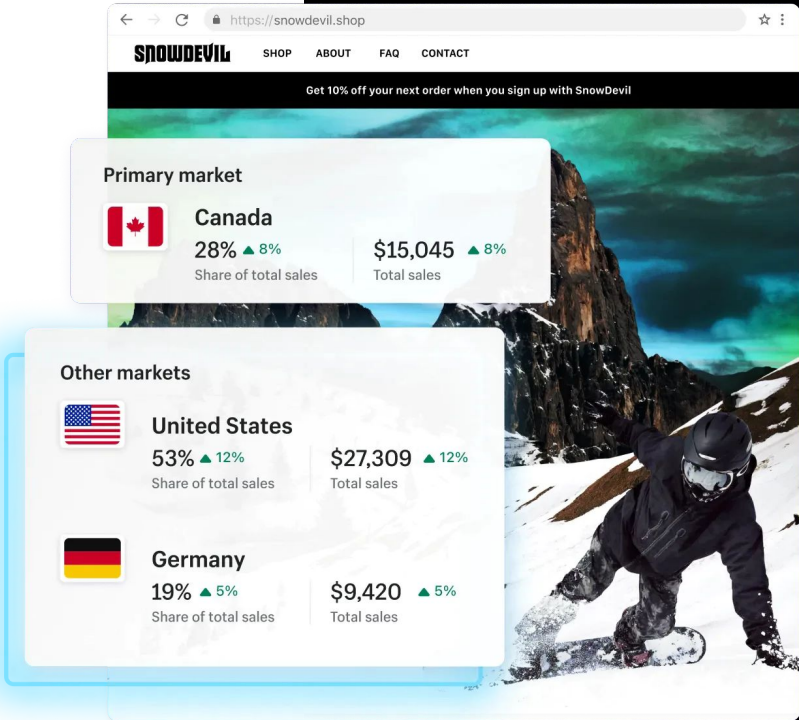 https://snowdevil.shop
SNOWDEVIL SHOP ABOUT FAQ CONTACT
Get 10% off your next order when you sign up with SnowDevil
Primary market
Canada
28% ▲ 8% $15,045 ▲ 8%
Share of total sales Total sales
Other markets
United States
53% ▲ 12% $27,309 ▲ 12%
Share of total sales Total sales
Germany
19% ▲ 5% $9,420 ▲ 5%
Share of total sales Total sales